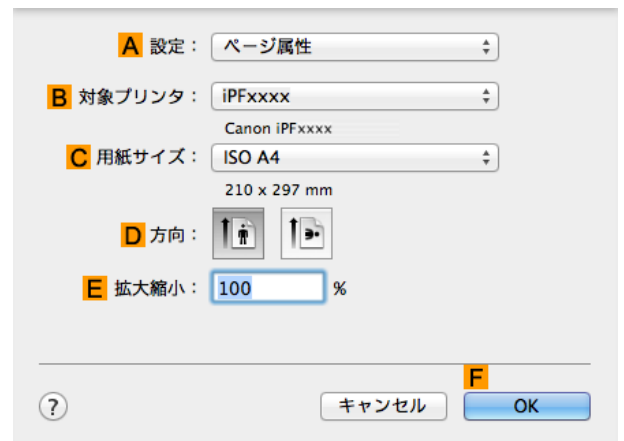 A 設定： ページ属性
B 対象プリンタ： iPFxxxx
Canon iPFxxxx
C 用紙サイズ： ISO A4
210 x 297 mm
D 方向：
E 拡大縮小： 100 %
F
? キャンセル OK